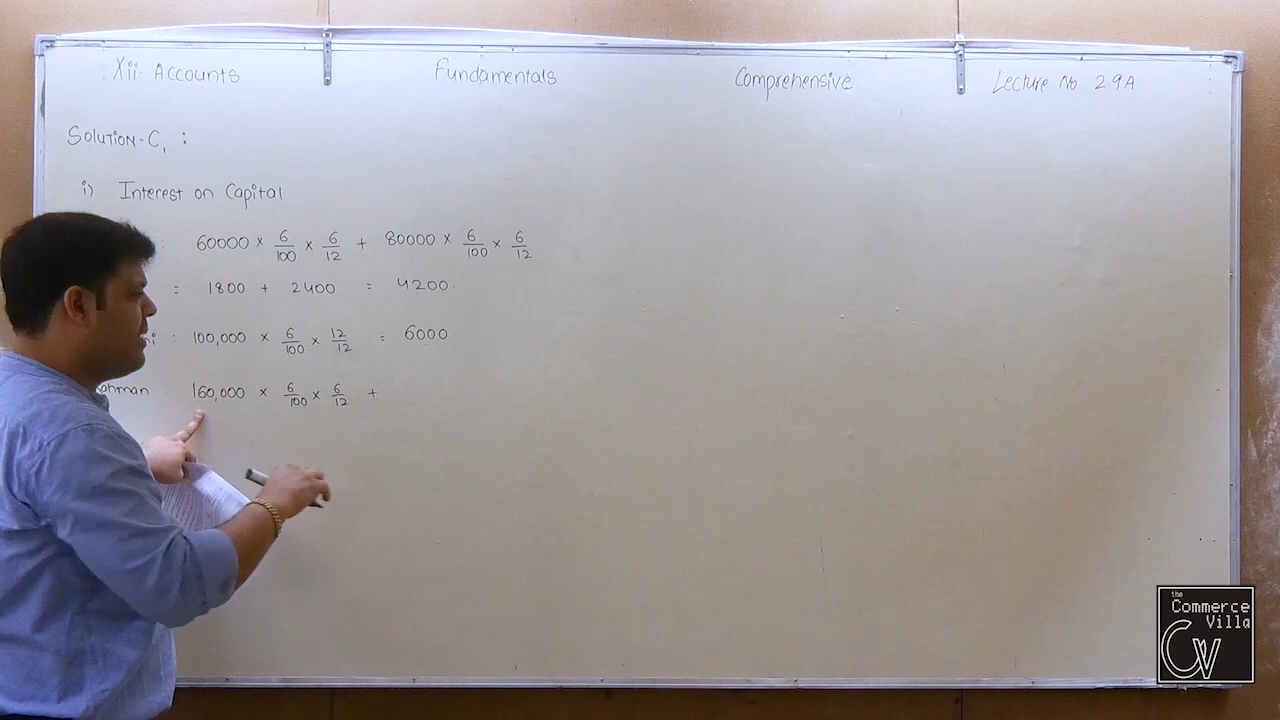 Xii. Accounts Fundamentals Comprehensive Lecture No 2.9A
Solution-C₁ :
i) Interest on Capital
: 60000 × 6/100 × 6/12 + 80000 × 6/100 × 6/12
= 1800 + 2400 = 4200.
: 100,000 × 6/100 × 12/12 = 6000
: 160,000 × 6/100 × 6/12 +
the
Commerce
Villa
CV